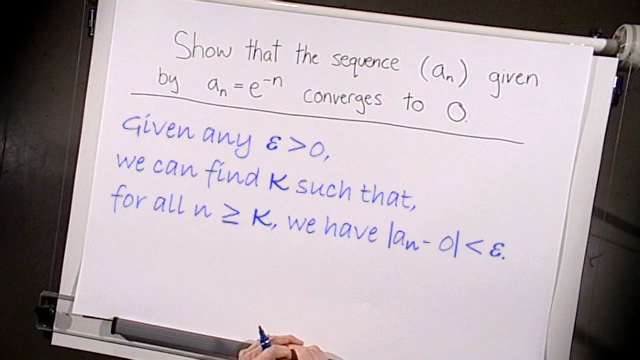 Show that the sequence (aₙ) given
by aₙ = e⁻ⁿ converges to 0.
Given any ε > 0,
we can find K such that,
for all n ≥ K, we have |aₙ - 0| < ε.